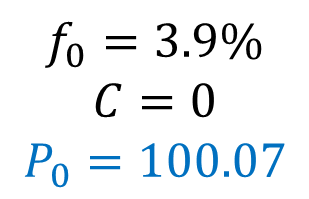 f₀ = 3.9%
C = 0
P₀ = 100.07